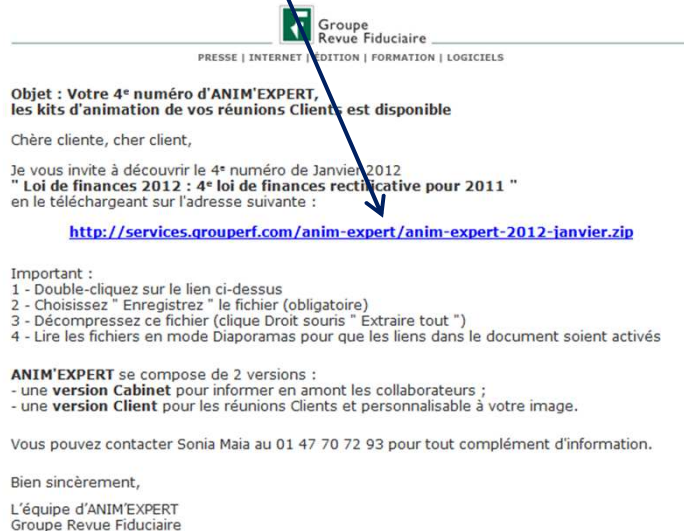 Groupe
Revue Fiduciaire
PRESSE | INTERNET | ÉDITION | FORMATION | LOGICIELS
Objet : Votre 4e numéro d'ANIM'EXPERT,
les kits d'animation de vos réunions Clients est disponible
Chère cliente, cher client,
Je vous invite à découvrir le 4e numéro de Janvier 2012
" Loi de finances 2012 : 4e loi de finances rectificative pour 2011 "
en le téléchargeant sur l'adresse suivante :
http://services.grouperf.com/anim-expert/anim-expert-2012-janvier.zip
Important :
1 - Double-cliquez sur le lien ci-dessus
2 - Choisissez " Enregistrez " le fichier (obligatoire)
3 - Décompressez ce fichier (clique Droit souris " Extraire tout ")
4 - Lire les fichiers en mode Diaporamas pour que les liens dans le document soient activés
ANIM'EXPERT se compose de 2 versions :
- une version Cabinet pour informer en amont les collaborateurs ;
- une version Client pour les réunions Clients et personnalisable à votre image.
Vous pouvez contacter Sonia Maia au 01 47 70 72 93 pour tout complément d'information.
Bien sincèrement,
L'équipe d'ANIM'EXPERT
Groupe Revue Fiduciaire